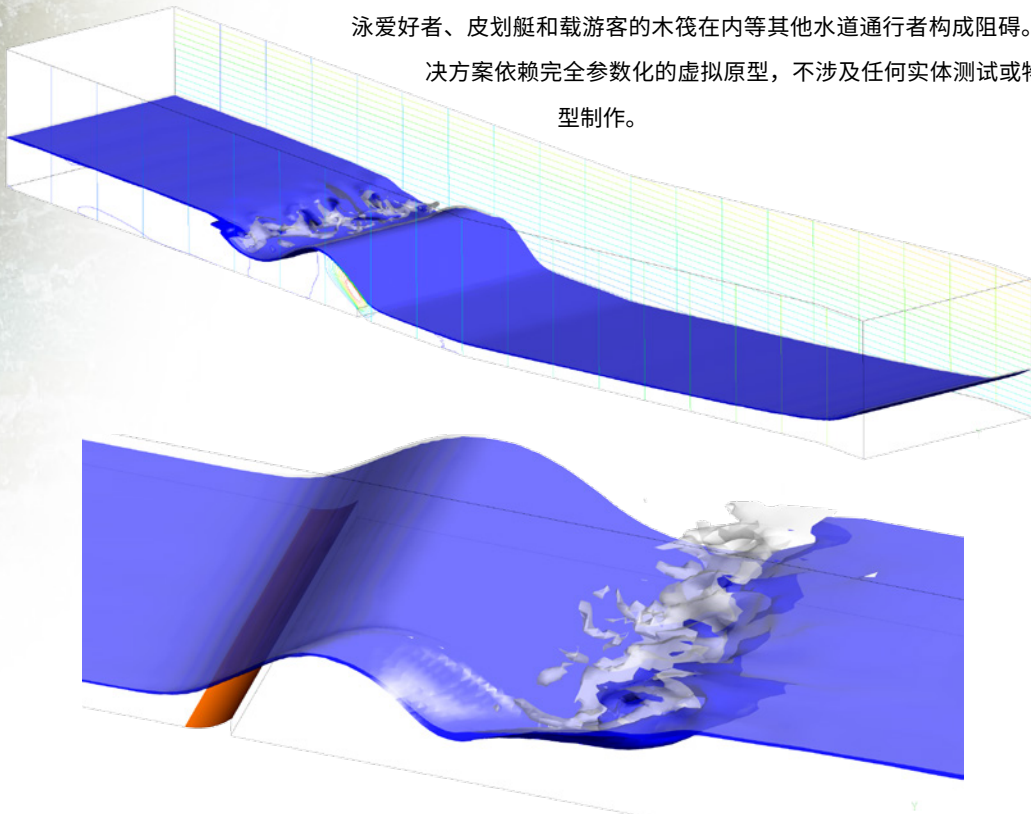 泳爱好者、皮划艇和载游客的木筏在内等其他水道通行者构成阻碍。
决方案依赖完全参数化的虚拟原型，不涉及任何实体测试或
型制作。
Y